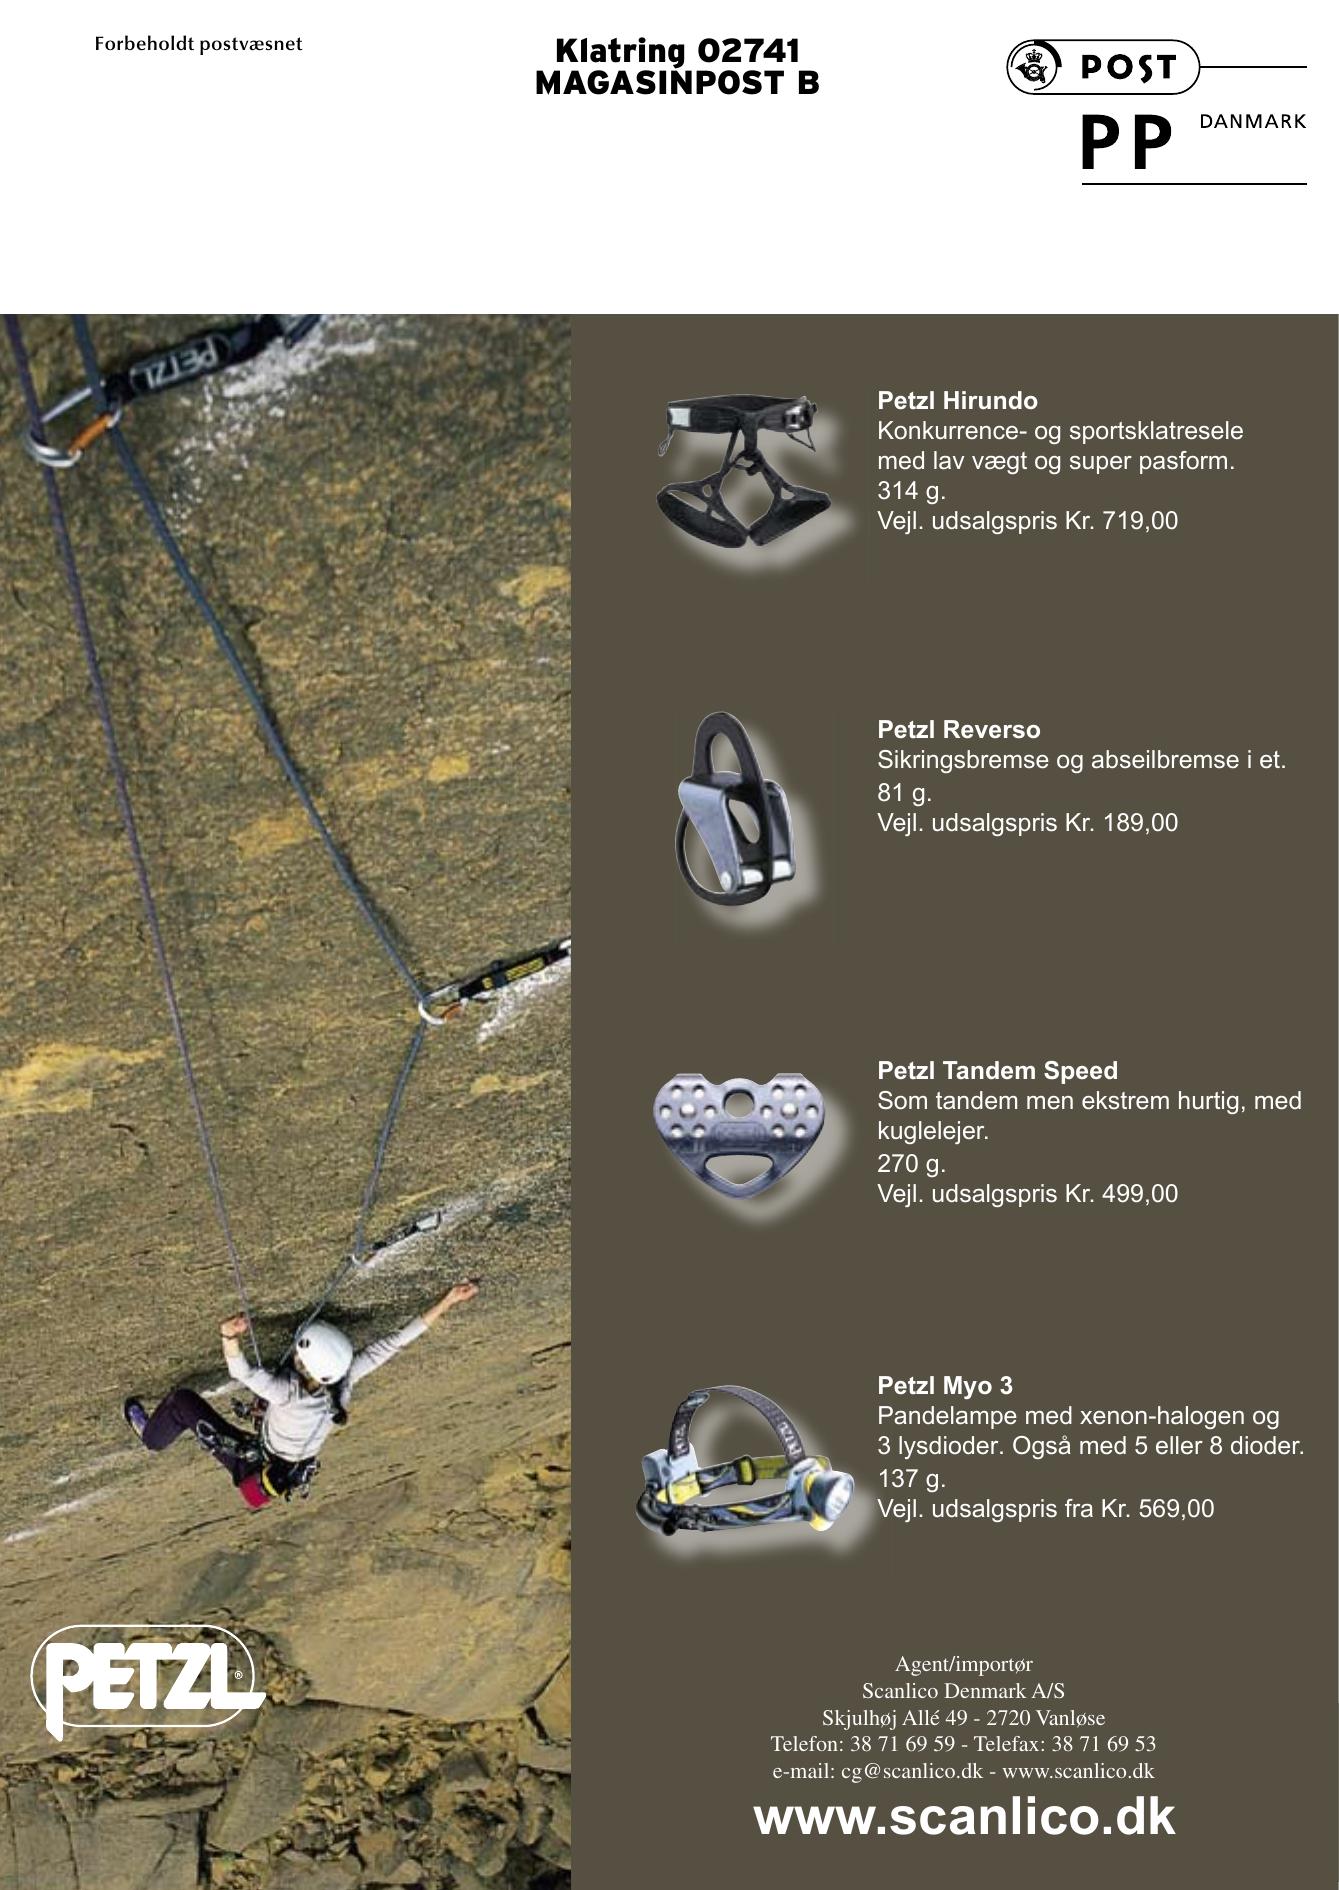 Forbeholdt postvæsnet
Klatring 02741
MAGASINPOST B
POST
PP DANMARK
PETZL
Petzl Hirundo
Konkurrence- og sportsklatresele
med lav vægt og super pasform.
314 g.
Vejl. udsalgspris Kr. 719,00
Petzl Reverso
Sikringsbremse og abseilbremse i et.
81 g.
Vejl. udsalgspris Kr. 189,00
Petzl Tandem Speed
Som tandem men ekstrem hurtig, med
kuglelejer.
270 g.
Vejl. udsalgspris Kr. 499,00
Petzl Myo 3
Pandelampe med xenon-halogen og
3 lysdioder. Også med 5 eller 8 dioder.
137 g.
Vejl. udsalgspris fra Kr. 569,00
PETZL®
Agent/importør
Scanlico Denmark A/S
Skjulhøj Allé 49 - 2720 Vanløse
Telefon: 38 71 69 59 - Telefax: 38 71 69 53
e-mail: cg@scanlico.dk - www.scanlico.dk
www.scanlico.dk